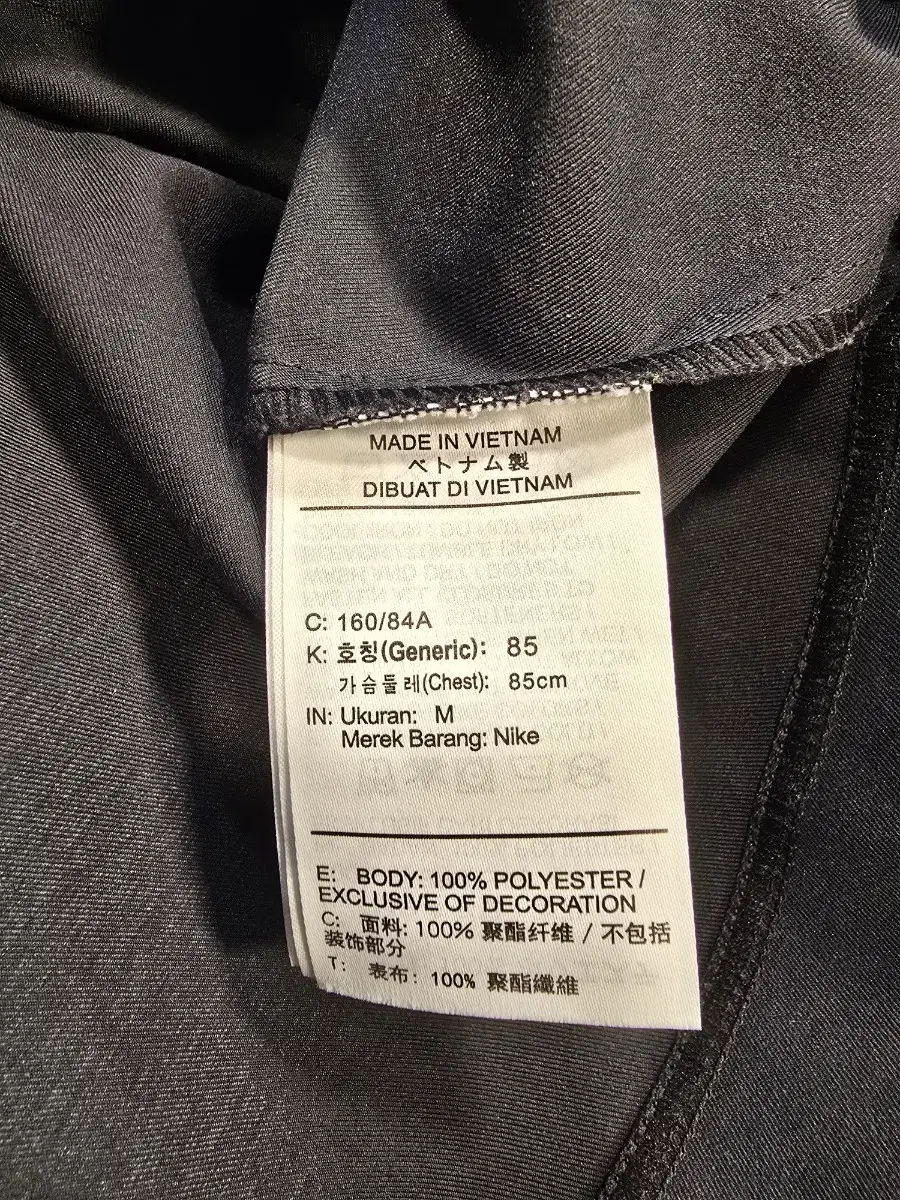 MADE IN VIETNAM
ベトナム製
DIBUAT DI VIETNAM
C: 160/84A
K: 호칭(Generic): 85
가슴둘레(Chest): 85cm
IN: Ukuran: M
Merek Barang: Nike
E: BODY: 100% POLYESTER /
EXCLUSIVE OF DECORATION
C: 面料: 100% 聚酯纤维 / 不包括
装饰部分
T: 表布: 100% 聚酯纖維